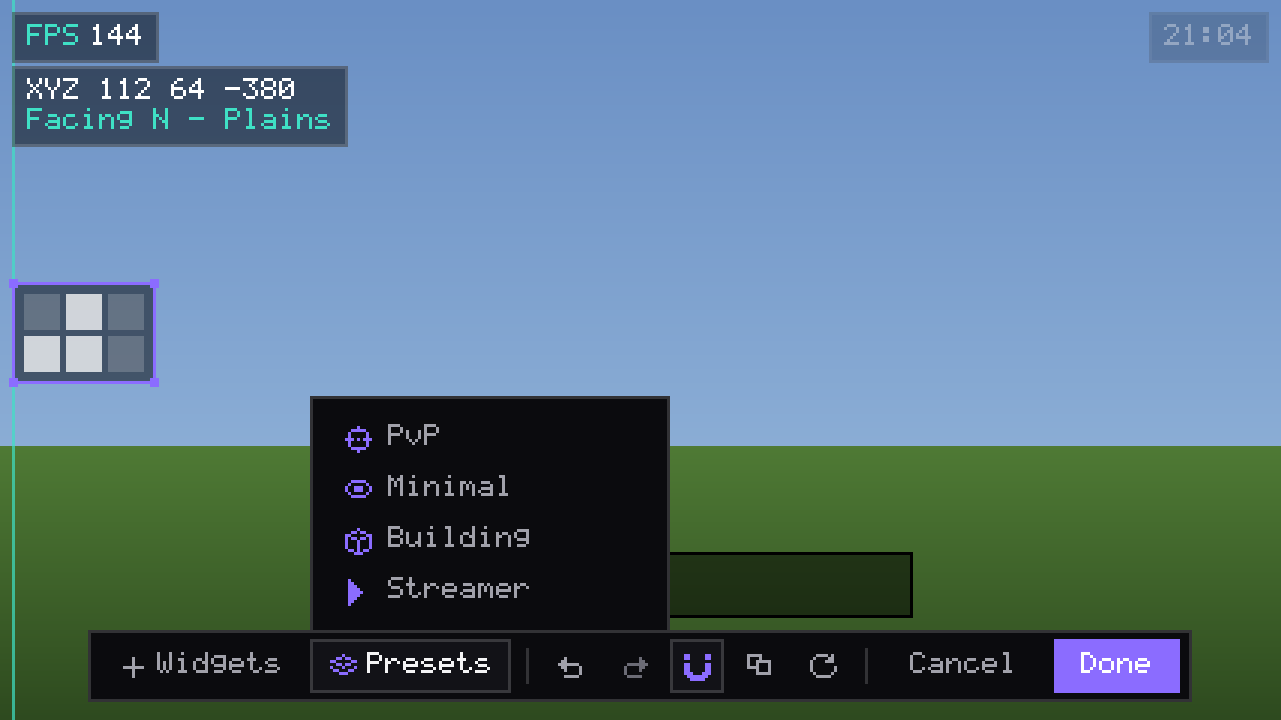 FPS 144
21:04
XYZ 112 64 -380
Facing N - Plains
PvP
Minimal
Building
Streamer
Widgets
Presets
Cancel
Done